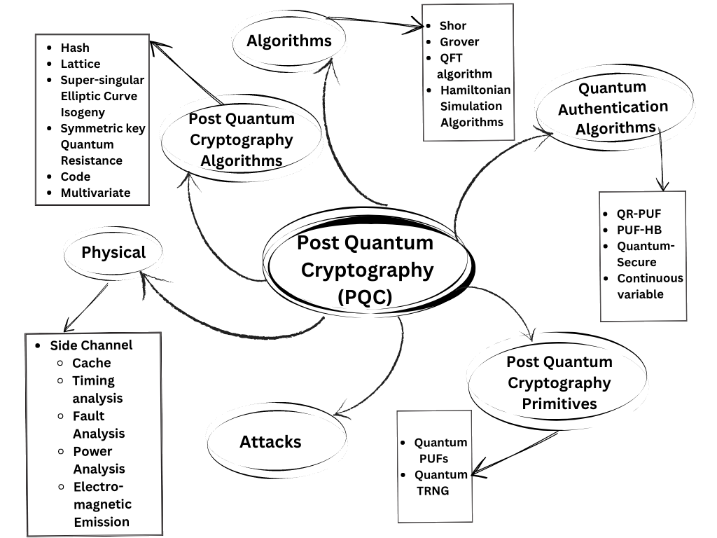 Algorithms
• Shor
• Grover
• QFT
algorithm
• Hamiltonian
Simulation
Algorithms
• Hash
• Lattice
• Super-singular
Elliptic Curve
Isogeny
• Symmetric key
Quantum
Resistance
• Code
• Multivariate
Post Quantum
Cryptography
Algorithms
Quantum
Authentication
Algorithms
• QR-PUF
• PUF-HB
• Quantum-
Secure
• Continuous
variable
Physical
Post Quantum
Cryptography
(PQC)
• Side Channel
○ Cache
○ Timing
analysis
○ Fault
Analysis
○ Power
Analysis
○ Electro-
magnetic
Emission
Attacks
Post Quantum
Cryptography
Primitives
• Quantum
PUFs
• Quantum
TRNG